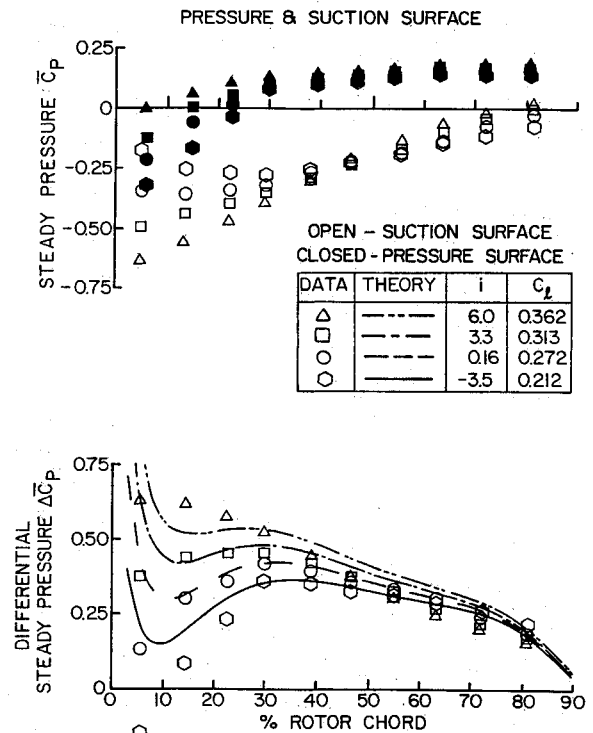 PRESSURE & SUCTION SURFACE
STEADY PRESSURE C̅P
0.25
0
-0.25
-0.50
-0.75
OPEN - SUCTION SURFACE
CLOSED - PRESSURE SURFACE
DATA THEORY i Cℓ
6.0 0.362
3.3 0.313
0.16 0.272
-3.5 0.212
DIFFERENTIAL
STEADY PRESSURE ΔC̅P
0.75
0.50
0.25
0
0 10 20 30 40 50 60 70 80 90
% ROTOR CHORD